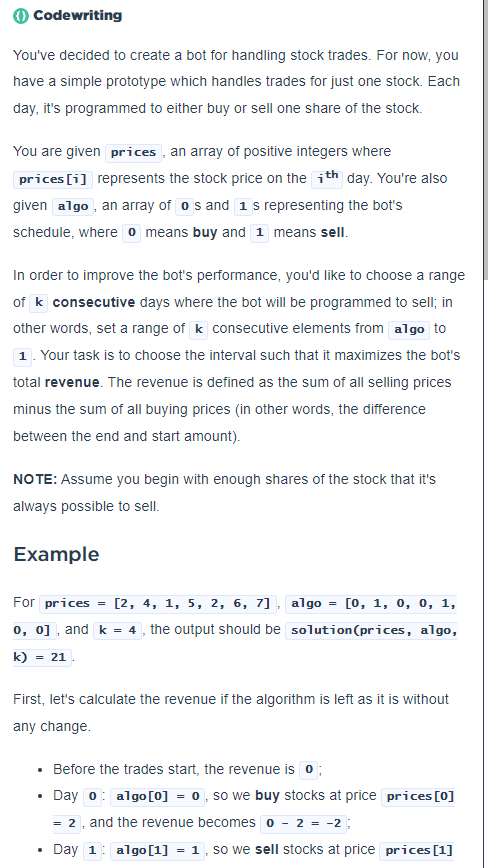 Codewriting
You've decided to create a bot for handling stock trades. For now, you
have a simple prototype which handles trades for just one stock. Each
day, it's programmed to either buy or sell one share of the stock.
You are given prices , an array of positive integers where
prices[i] represents the stock price on the ith day. You're also
given algo , an array of 0 s and 1 s representing the bot's
schedule, where 0 means buy and 1 means sell.
In order to improve the bot's performance, you'd like to choose a range
of k consecutive days where the bot will be programmed to sell; in
other words, set a range of k consecutive elements from algo to
1 . Your task is to choose the interval such that it maximizes the bot's
total revenue. The revenue is defined as the sum of all selling prices
minus the sum of all buying prices (in other words, the difference
between the end and start amount).
NOTE: Assume you begin with enough shares of the stock that it's
always possible to sell.
Example
For prices = [2, 4, 1, 5, 2, 6, 7] , algo = [0, 1, 0, 0, 1,
0, 0] , and k = 4 , the output should be solution(prices, algo,
k) = 21 .
First, let's calculate the revenue if the algorithm is left as it is without
any change.
• Before the trades start, the revenue is 0 ;
• Day 0 : algo[0] = 0 , so we buy stocks at price prices[0]
= 2 , and the revenue becomes 0 - 2 = -2 ;
• Day 1 : algo[1] = 1 , so we sell stocks at price prices[1]